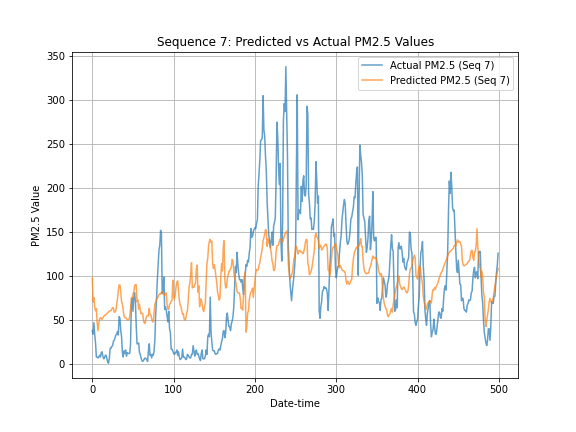 Sequence 7: Predicted vs Actual PM2.5 Values
Actual PM2.5 (Seq 7)
Predicted PM2.5 (Seq 7)
350
300
250
200
150
100
50
0
PM2.5 Value
0 100 200 300 400 500
Date-time